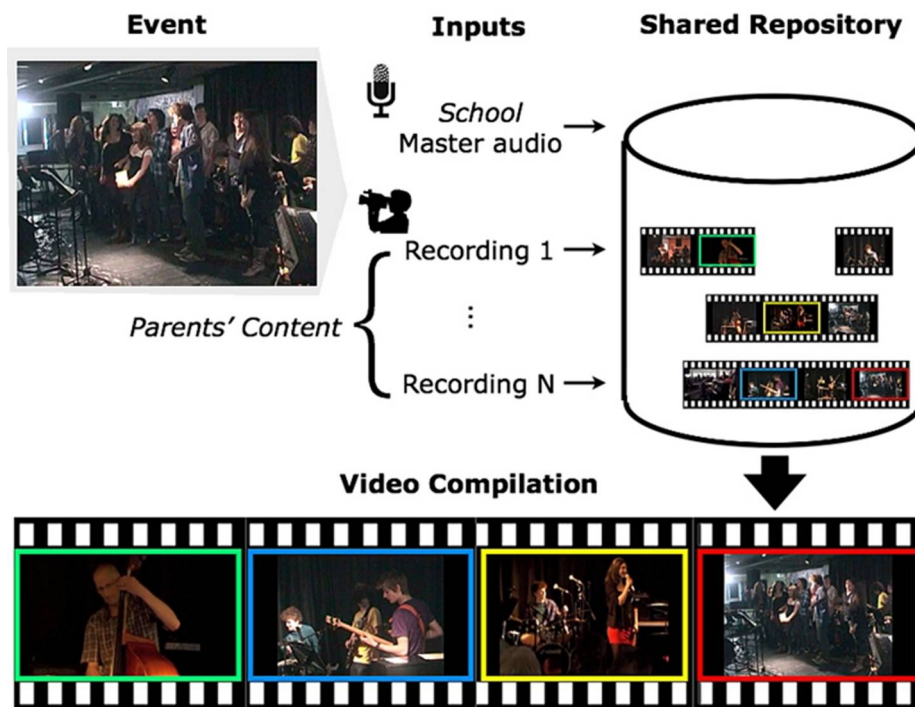 Event
Inputs
Shared Repository
School
Master audio
Recording 1
Parents' Content
⋮
Recording N
Video Compilation